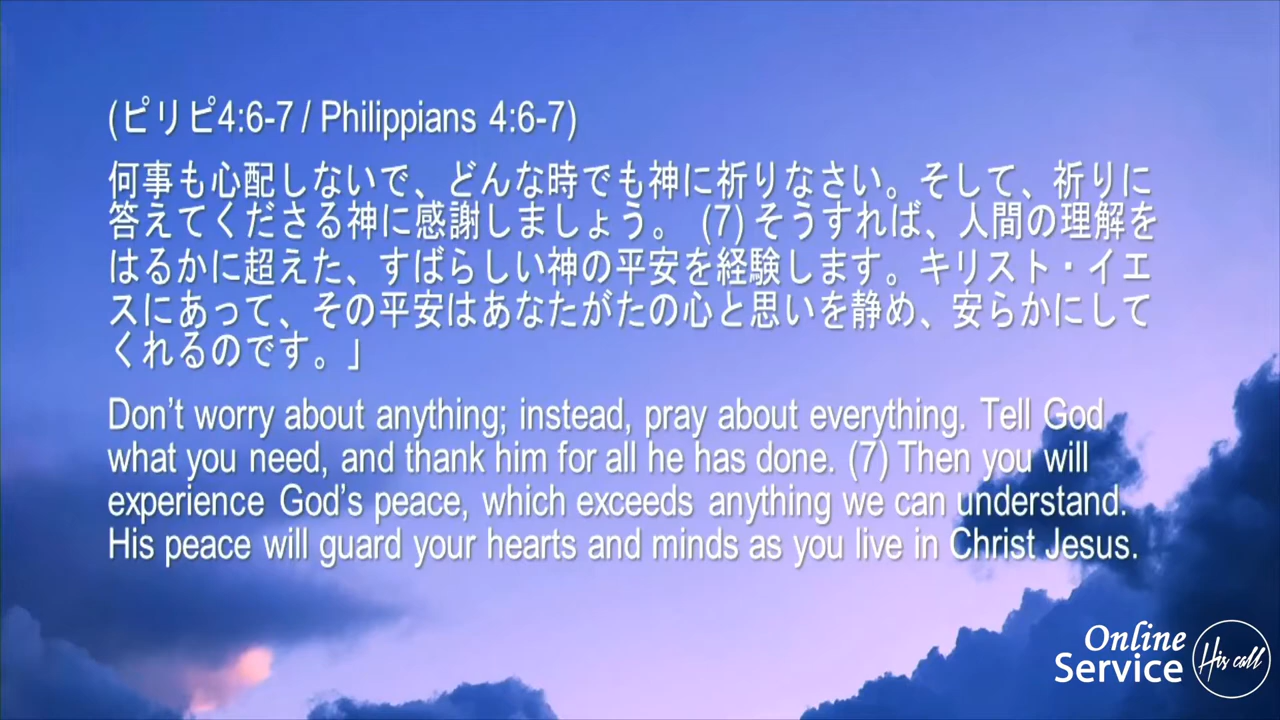 (ピリピ4:6-7 / Philippians 4:6-7)
何事も心配しないで、どんな時でも神に祈りなさい。そして、祈りに
答えてくださる神に感謝しましょう。 (7) そうすれば、人間の理解を
はるかに超えた、すばらしい神の平安を経験します。キリスト・イエ
スにあって、その平安はあなたがたの心と思いを静め、安らかにして
くれるのです。」
Don’t worry about anything; instead, pray about everything. Tell God
what you need, and thank him for all he has done. (7) Then you will
experience God’s peace, which exceeds anything we can understand.
His peace will guard your hearts and minds as you live in Christ Jesus.
Online
Service
His call